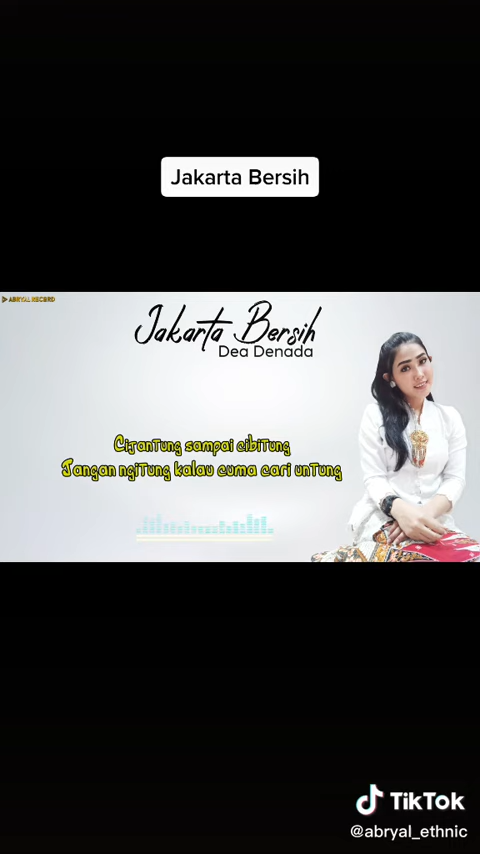 Jakarta Bersih
ABRYAL RECORD
Jakarta Bersih
Dea Denada
Cijantung sampai cibitung
Jangan ngitung kalau cuma cari untung
TikTok
@abryal_ethnic